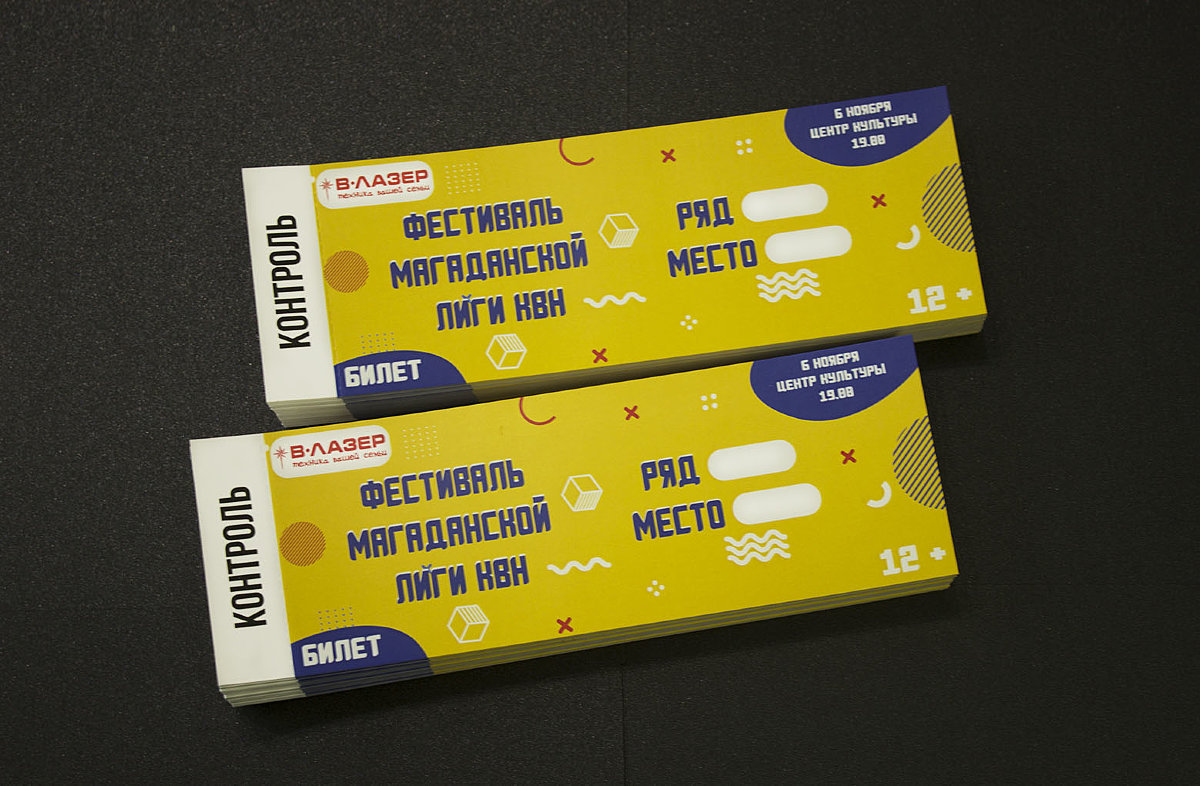 КОНТРОЛЬ
В·ЛАЗЕР
техника вашей семьи
ФЕСТИВАЛЬ
МАГАДАНСКОЙ
ЛИГИ КВН
БИЛЕТ
РЯД
МЕСТО
6 НОЯБРЯ
ЦЕНТР КУЛЬТУРЫ
19.00
12 +
КОНТРОЛЬ
В·ЛАЗЕР
техника вашей семьи
ФЕСТИВАЛЬ
МАГАДАНСКОЙ
ЛИГИ КВН
БИЛЕТ
РЯД
МЕСТО
6 НОЯБРЯ
ЦЕНТР КУЛЬТУРЫ
19.00
12 +